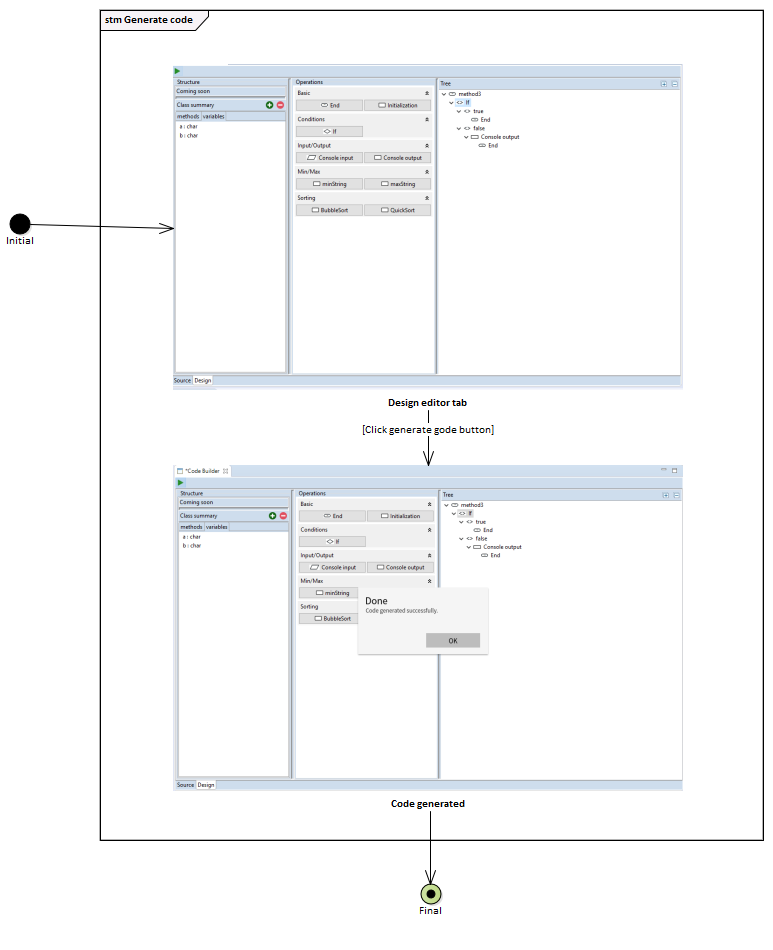 stm Generate code
Structure
Coming soon
Class summary
methods variables
a : char
b : char
Operations
Basic
End Initialization
Conditions
If
Input/Output
Console input Console output
Min/Max
minString maxString
Sorting
BubbleSort QuickSort
Tree
method3
If
true
End
false
Console output
End
Source Design
Initial
Design editor tab
[Click generate gode button]
*Code Builder
Structure
Coming soon
Class summary
methods variables
a : char
b : char
Operations
Basic
End Initialization
Conditions
If
Input/Output
Console input Console output
Min/Max
minString
Sorting
BubbleSort
Tree
method3
If
true
End
false
Console output
End
Done
Code generated successfully.
OK
Source Design
Code generated
Final